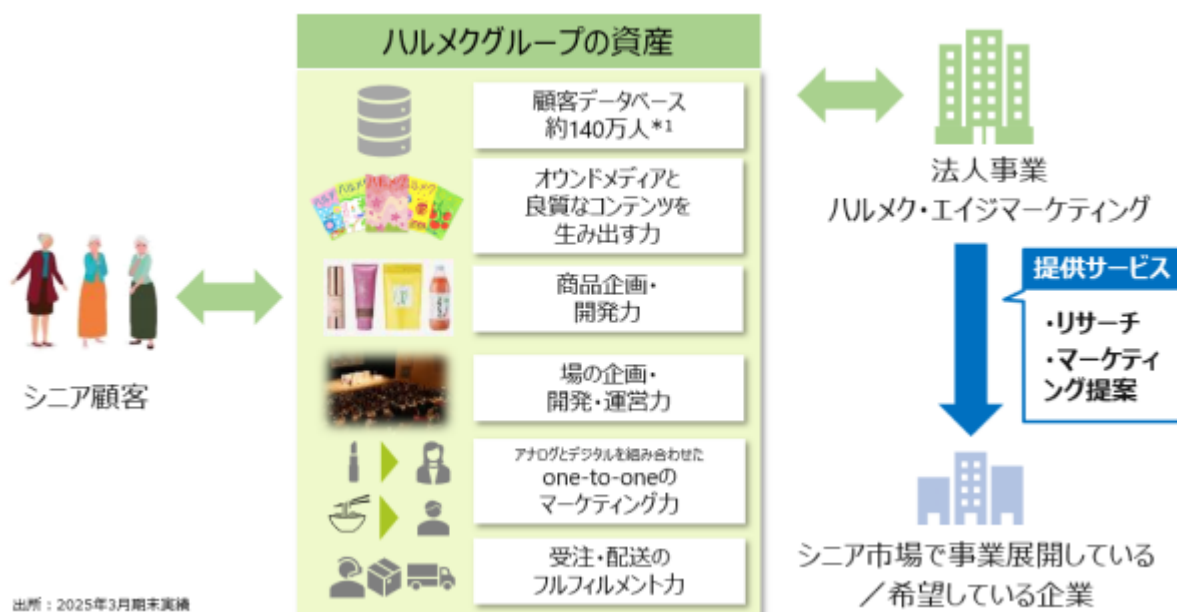 ハルメクグループの資産
顧客データベース
約140万人*1
オウンドメディアと
良質なコンテンツを
生み出す力
商品企画・
開発力
場の企画・
開発・運営力
アナログとデジタルを組み合わせた
one-to-oneの
マーケティング力
受注・配送の
フルフィルメント力
シニア顧客
法人事業
ハルメク・エイジマーケティング
提供サービス
・リサーチ
・マーケティ
ング提案
シニア市場で事業展開している
／希望している企業
出所：2025年3月期末実績
ハルメク
ハルメク